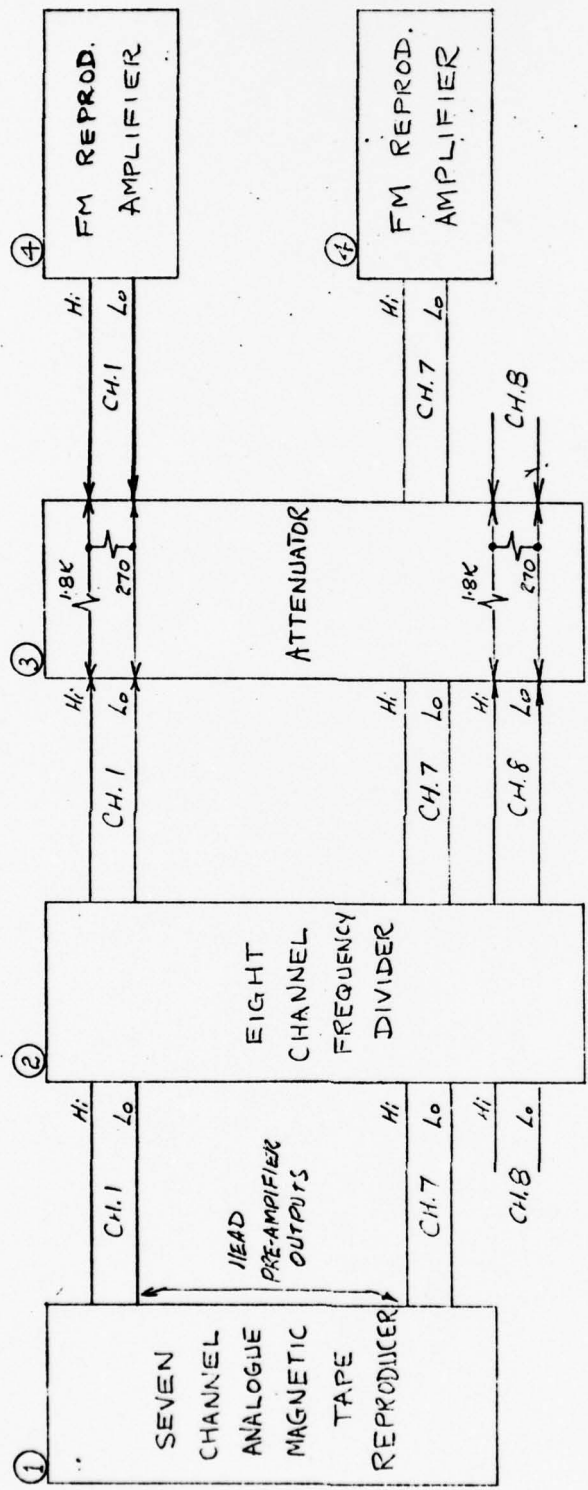 ①
SEVEN
CHANNEL
ANALOGUE
MAGNETIC
TAPE
REPRODUCER
Hi
CH.1
Lo
HEAD
PRE-AMPIFIER
OUTPUTS
Hi
CH.7
Lo
Hi
CH.8
Lo
②
EIGHT
CHANNEL
FREQUENCY
DIVIDER
Hi
CH.1
Lo
Hi
CH.7
Lo
Hi
CH.8
Lo
③
1.8K
270
ATTENUATOR
1.8K
270
Hi
CH.1
Lo
Hi
CH.7
Lo
CH.8
④
FM REPROD.
AMPLIFIER
④
FM REPROD.
AMPLIFIER